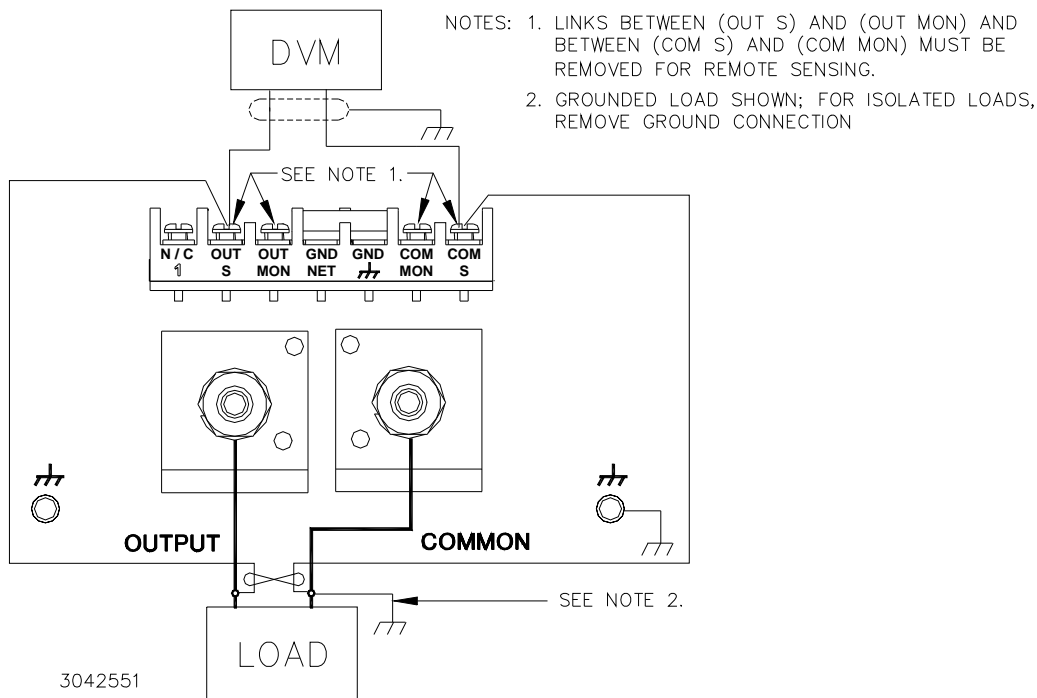 DVM
NOTES: 1. LINKS BETWEEN (OUT S) AND (OUT MON) AND
BETWEEN (COM S) AND (COM MON) MUST BE
REMOVED FOR REMOTE SENSING.
2. GROUNDED LOAD SHOWN; FOR ISOLATED LOADS,
REMOVE GROUND CONNECTION
SEE NOTE 1.
N / C
1
OUT
S
OUT
MON
GND
NET
GND
COM
MON
COM
S
OUTPUT
COMMON
SEE NOTE 2.
LOAD
3042551